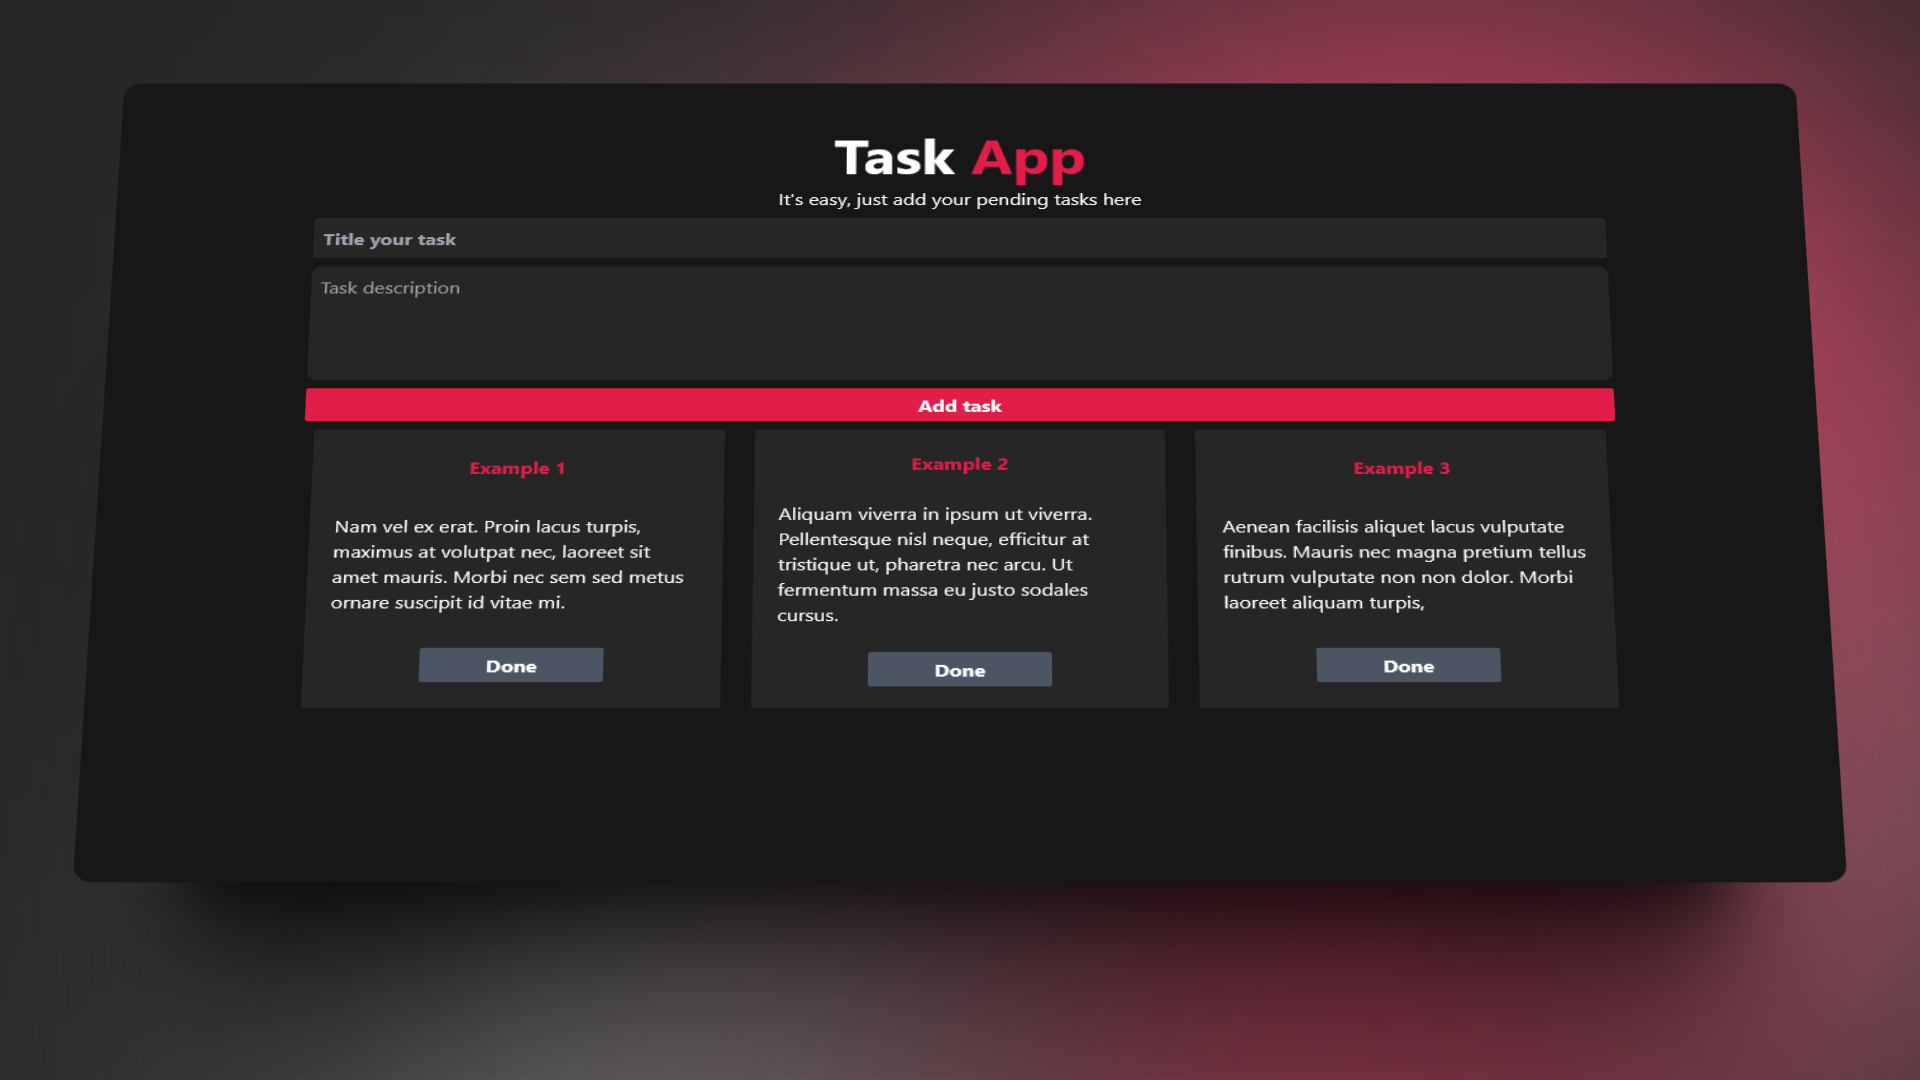 Task App
It's easy, just add your pending tasks here
Title your task
Task description
Add task
Example 1
Nam vel ex erat. Proin lacus turpis,
maximus at volutpat nec, laoreet sit
amet mauris. Morbi nec sem sed metus
ornare suscipit id vitae mi.
Done
Example 2
Aliquam viverra in ipsum ut viverra.
Pellentesque nisl neque, efficitur at
tristique ut, pharetra nec arcu. Ut
fermentum massa eu justo sodales
cursus.
Done
Example 3
Aenean facilisis aliquet lacus vulputate
finibus. Mauris nec magna pretium tellus
rutrum vulputate non non dolor. Morbi
laoreet aliquam turpis,
Done